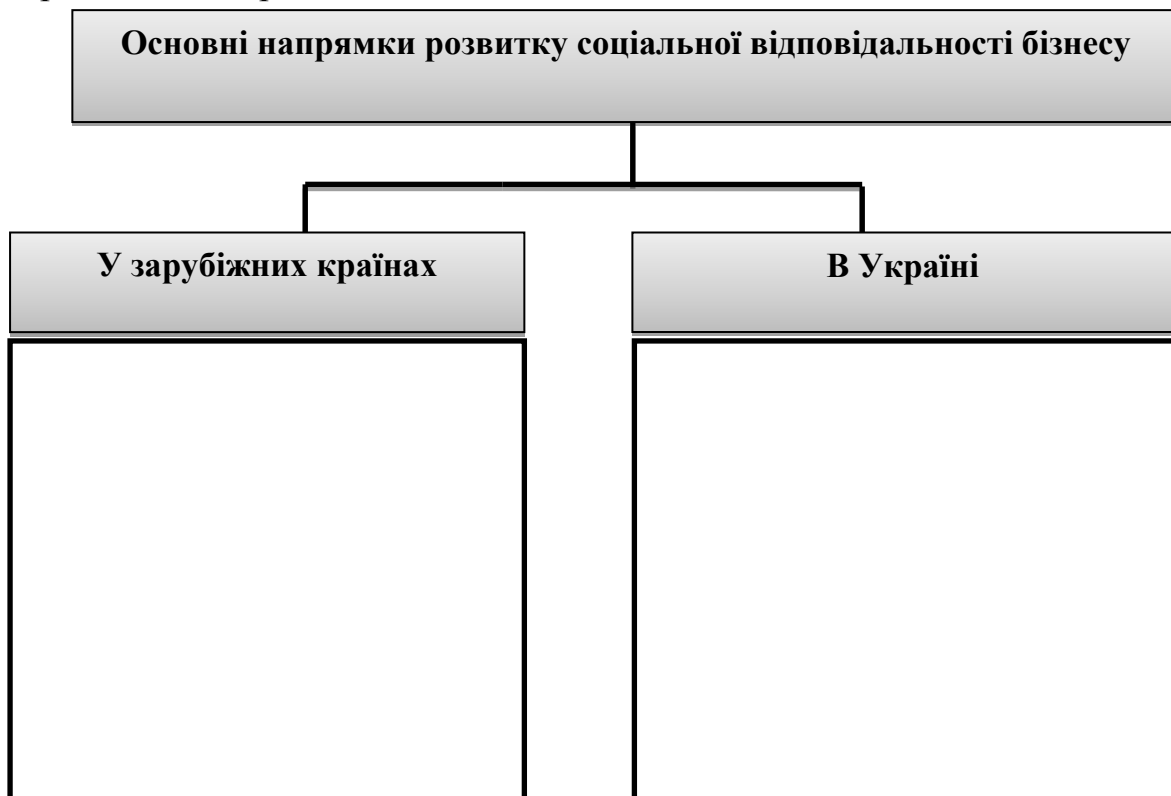 Основні напрямки розвитку соціальної відповідальності бізнесу
У зарубіжних країнах
В Україні